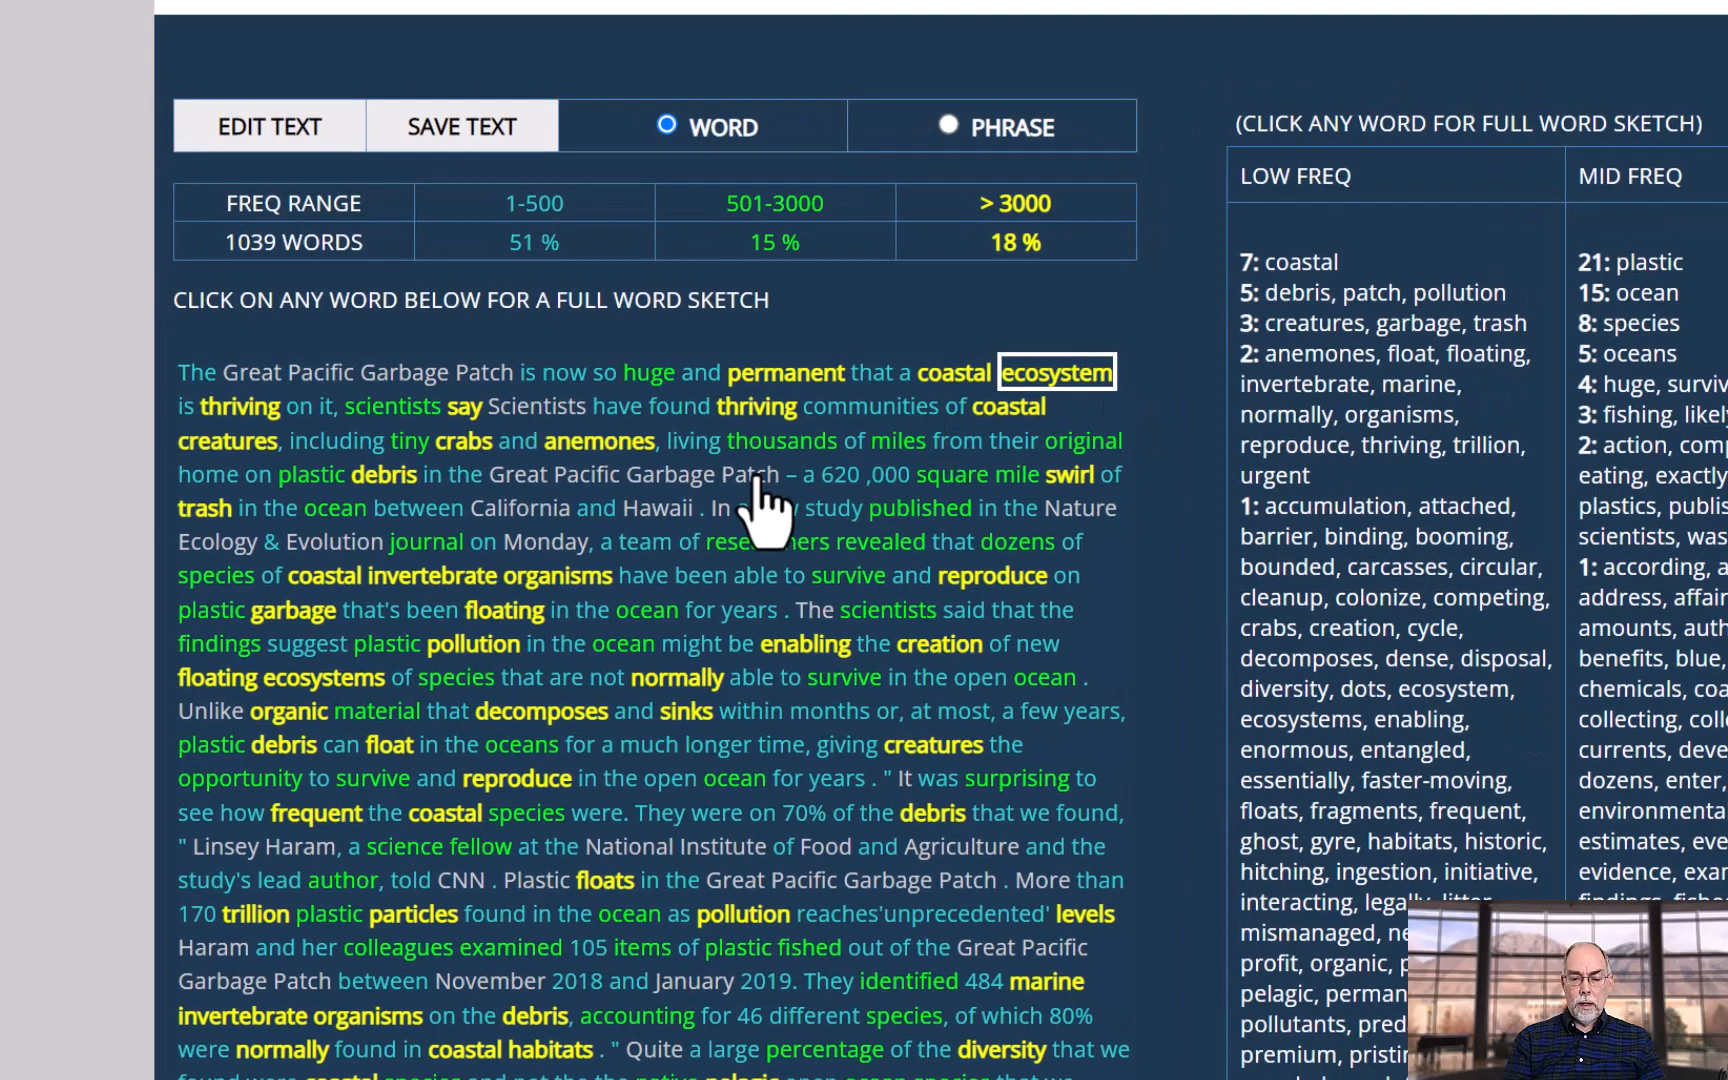 EDIT TEXT SAVE TEXT WORD PHRASE
FREQ RANGE 1-500 501-3000 > 3000
1039 WORDS 51 % 15 % 18 %
CLICK ON ANY WORD BELOW FOR A FULL WORD SKETCH
The Great Pacific Garbage Patch is now so huge and permanent that a coastal ecosystem
is thriving on it, scientists say Scientists have found thriving communities of coastal
creatures, including tiny crabs and anemones, living thousands of miles from their original
home on plastic debris in the Great Pacific Garbage Patch – a 620 ,000 square mile swirl of
trash in the ocean between California and Hawaii . In study published in the Nature
Ecology & Evolution journal on Monday, a team of revealed that dozens of
species of coastal invertebrate organisms have been able to survive and reproduce on
plastic garbage that's been floating in the ocean for years . The scientists said that the
findings suggest plastic pollution in the ocean might be enabling the creation of new
floating ecosystems of species that are not normally able to survive in the open ocean .
Unlike organic material that decomposes and sinks within months or, at most, a few years,
plastic debris can float in the oceans for a much longer time, giving creatures the
opportunity to survive and reproduce in the open ocean for years . " It was surprising to
see how frequent the coastal species were. They were on 70% of the debris that we found,
" Linsey Haram, a science fellow at the National Institute of Food and Agriculture and the
study's lead author, told CNN . Plastic floats in the Great Pacific Garbage Patch . More than
170 trillion plastic particles found in the ocean as pollution reaches'unprecedented' levels
Haram and her colleagues examined 105 items of plastic fished out of the Great Pacific
Garbage Patch between November 2018 and January 2019. They identified 484 marine
invertebrate organisms on the debris, accounting for 46 different species, of which 80%
were normally found in coastal habitats . " Quite a large percentage of the diversity that we
(CLICK ANY WORD FOR FULL WORD SKETCH)
LOW FREQ
7: coastal
5: debris, patch, pollution
3: creatures, garbage, trash
2: anemones, float, floating,
invertebrate, marine,
normally, organisms,
reproduce, thriving, trillion,
urgent
1: accumulation, attached,
barrier, binding, booming,
bounded, carcasses, circular,
cleanup, colonize, competing,
crabs, creation, cycle,
decomposes, dense, disposal,
diversity, dots, ecosystem,
ecosystems, enabling,
enormous, entangled,
essentially, faster-moving,
floats, fragments, frequent,
ghost, gyre, habitats, historic,
hitching, ingestion, initiative,
interacting,
mismanaged,
profit, organic,
pelagic,
pollutants,
premium,
MID FREQ
21: plastic
15: ocean
8: species
5: oceans
4: huge,
3: fishing, likely
2: action,
eating, exactly
plastics,
scientists,
1: according,
address,
amounts,
benefits, blue,
chemicals,
collecting,
currents,
dozens, enter,
estimates,
evidence,